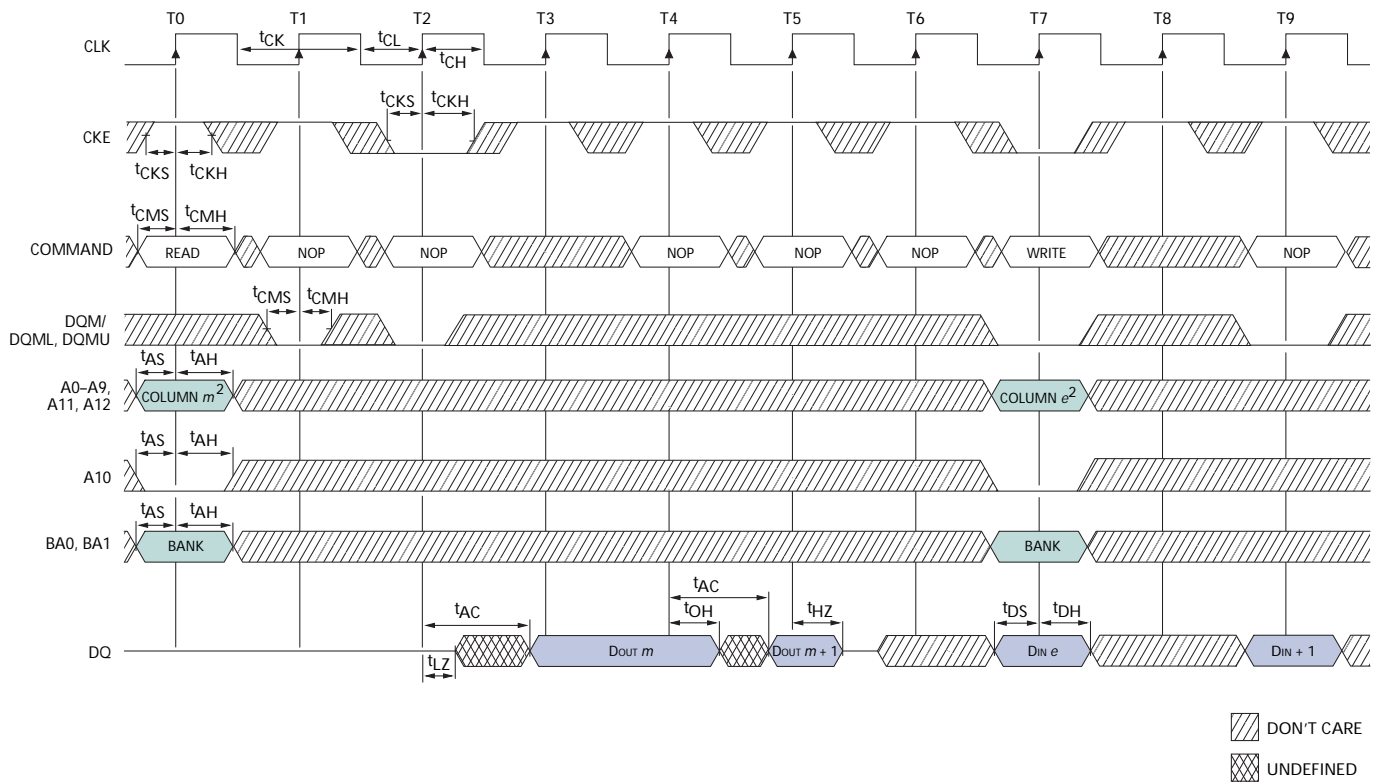 T0 T1 T2 T3 T4 T5 T6 T7 T8 T9
CLK
tCK tCL
tCH
tCKS tCKH
CKE
tCKS tCKH
tCMS tCMH
COMMAND READ NOP NOP NOP NOP NOP WRITE NOP
tCMS tCMH
DQM/
DQML, DQMU
tAS tAH
A0–A9,
A11, A12
COLUMN m2 COLUMN e2
tAS tAH
A10
tAS tAH
BA0, BA1 BANK BANK
tAC tAC
tOH tHZ tDS tDH
DQ DOUT m DOUT m + 1 DIN e DIN + 1
tLZ
DON'T CARE
UNDEFINED